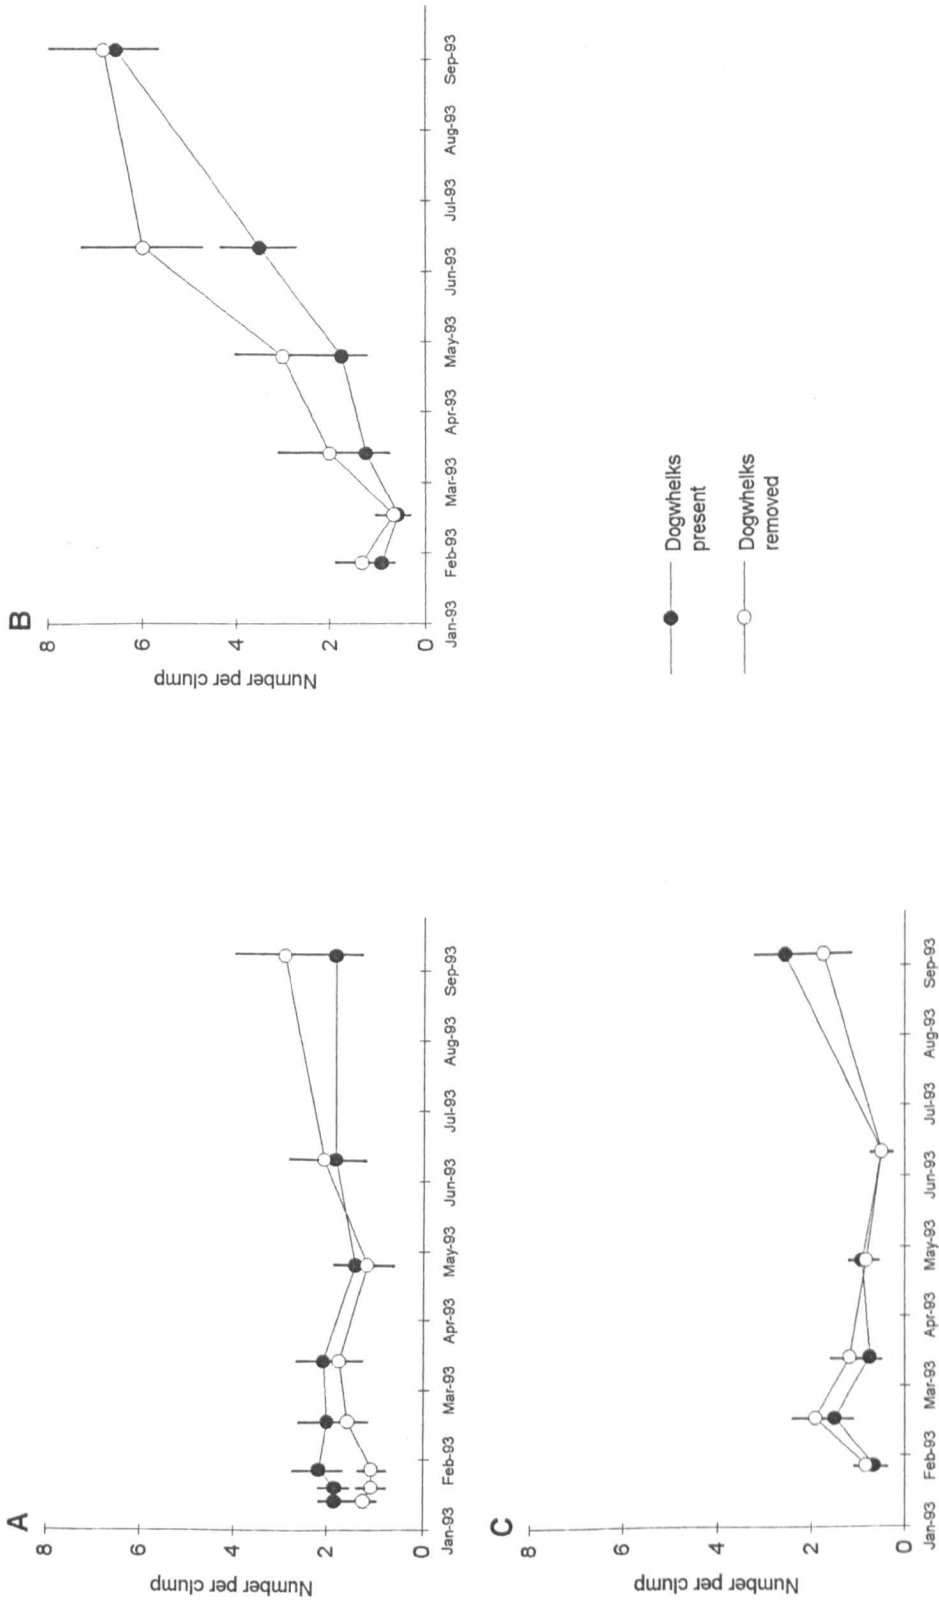 A
8
6
4
2
0
Number per clump
Jan-93
Feb-93
Mar-93
Apr-93
May-93
Jun-93
Jul-93
Aug-93
Sep-93
B
8
6
4
2
0
Number per clump
Jan-93
Feb-93
Mar-93
Apr-93
May-93
Jun-93
Jul-93
Aug-93
Sep-93
C
8
6
4
2
0
Number per clump
Jan-93
Feb-93
Mar-93
Apr-93
May-93
Jun-93
Jul-93
Aug-93
Sep-93
Dogwhelks
present
Dogwhelks
removed